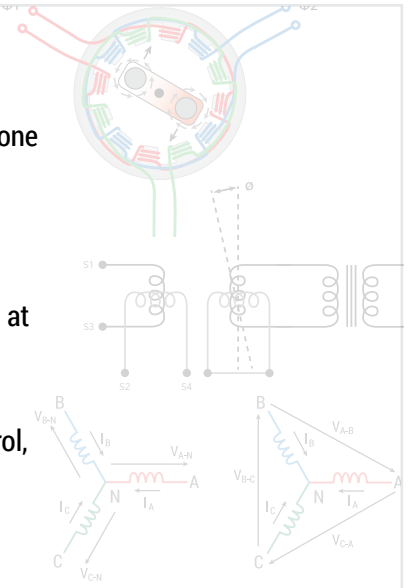 Φ2
one
ø
S1
at
S3
S2 S4
rol,
B
V_B-N
I_B
V_A-N
I_C
N
I_A
A
C
V_C-N
B
I_B
V_A-B
V_B-C
I_C
N
I_A
A
C
V_C-A